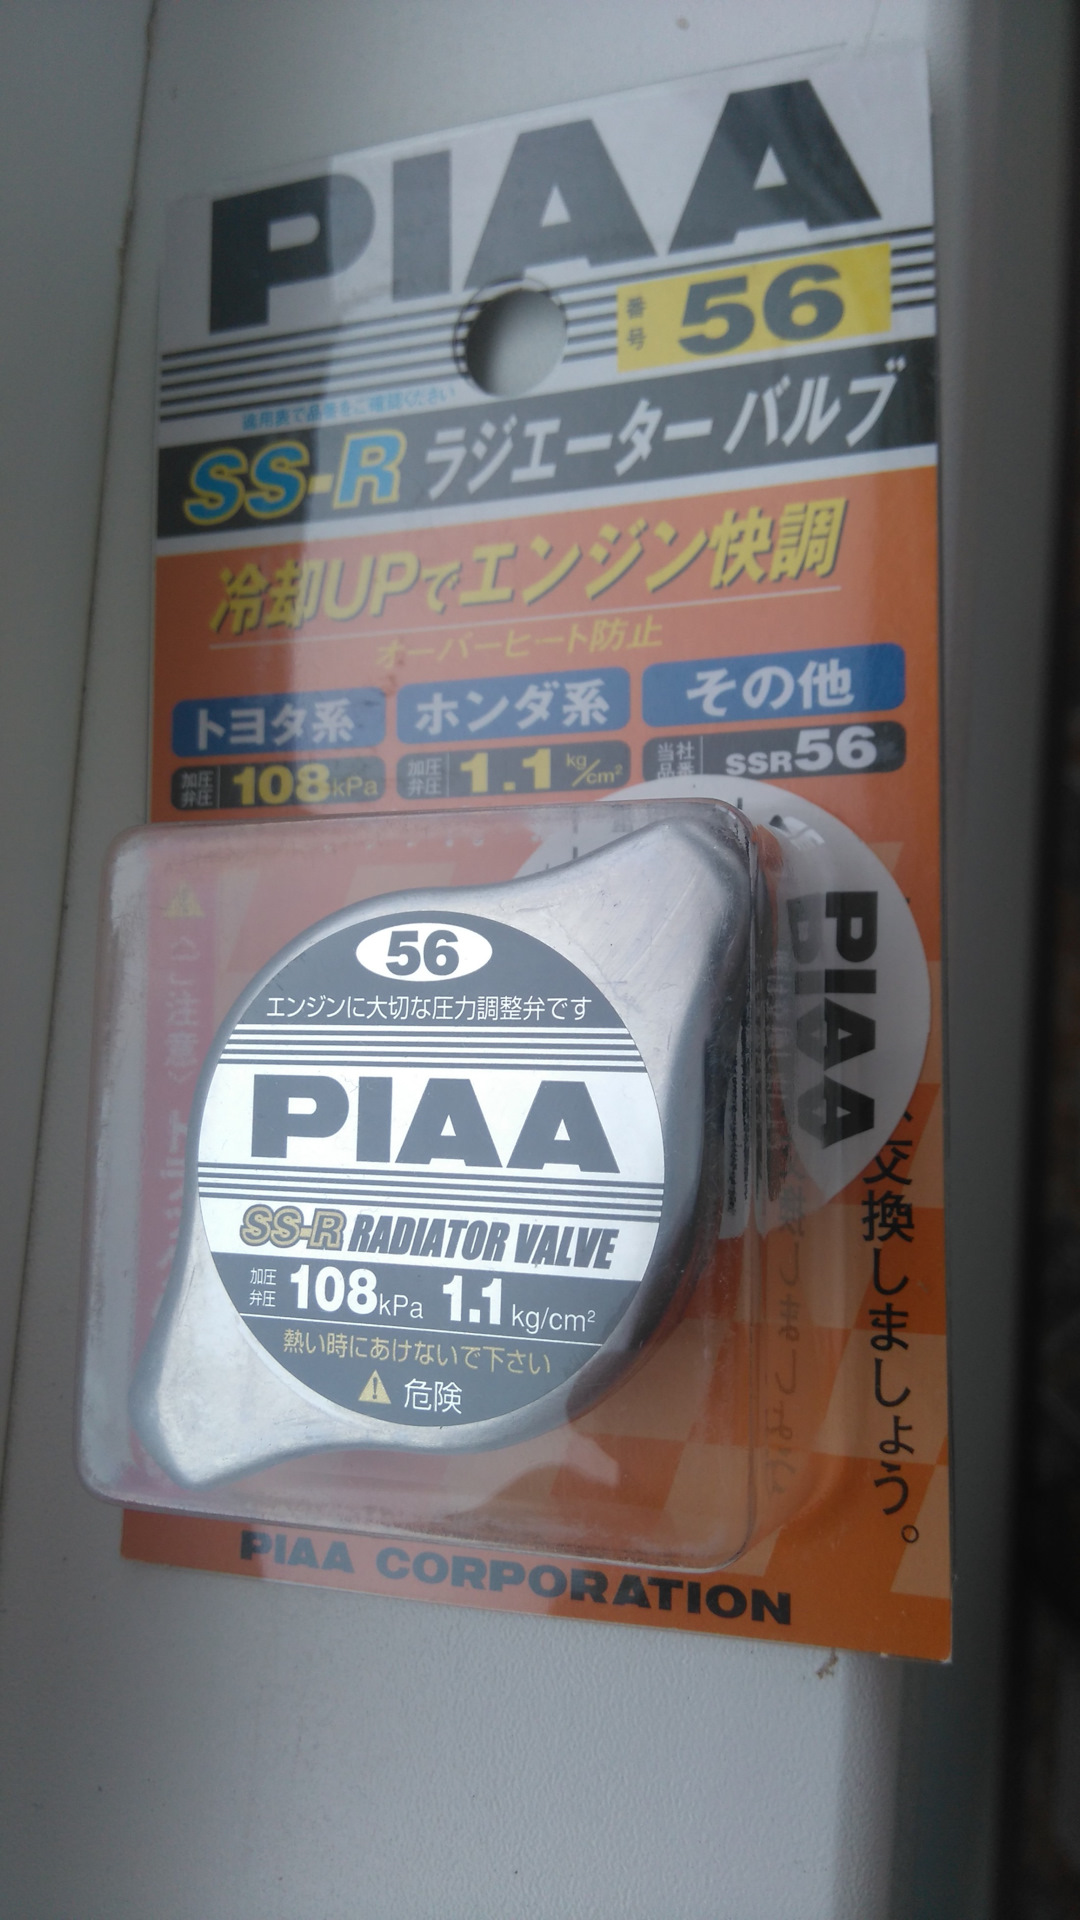 PIAA
番号 56
適用表で品番をご確認ください
SS-R ラジエーターバルブ
冷却UPでエンジン快調
オーバーヒート防止
トヨタ系 ホンダ系 その他
加圧弁圧 108kPa 加圧弁圧 1.1kg/cm² 当社品番 SSR56
56
エンジンに大切な圧力調整弁です
PIAA
SS-R RADIATOR VALVE
加圧弁圧 108kPa 1.1kg/cm²
熱い時にあけないで下さい
危険
PIAA
交換しましょう。
<ご注意>
PIAA CORPORATION